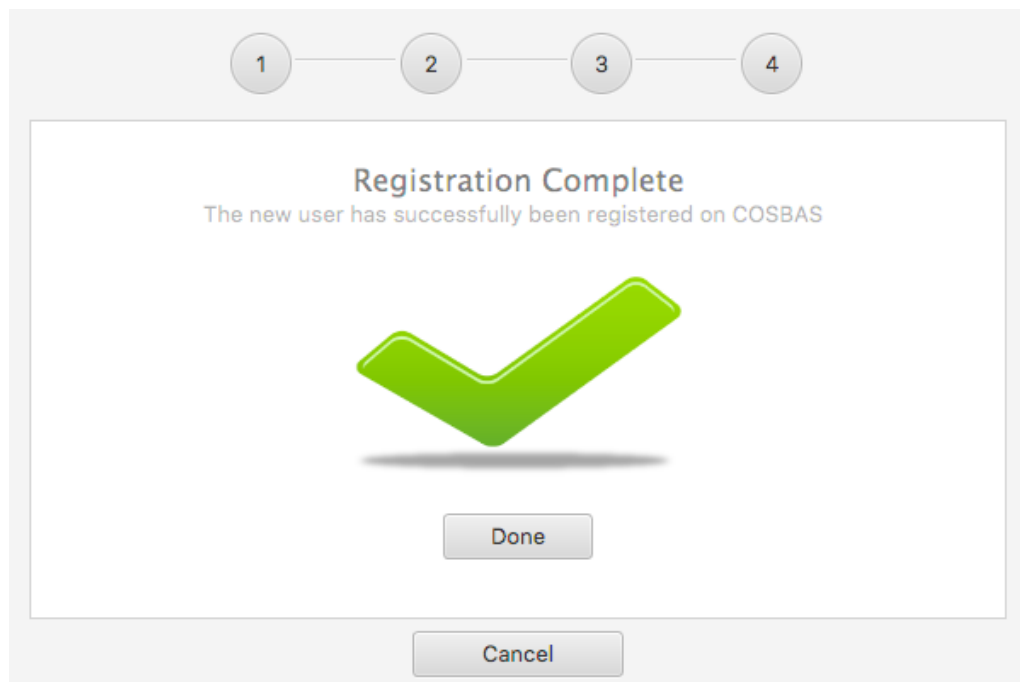 1 2 3 4
Registration Complete
The new user has successfully been registered on COSBAS
Done
Cancel